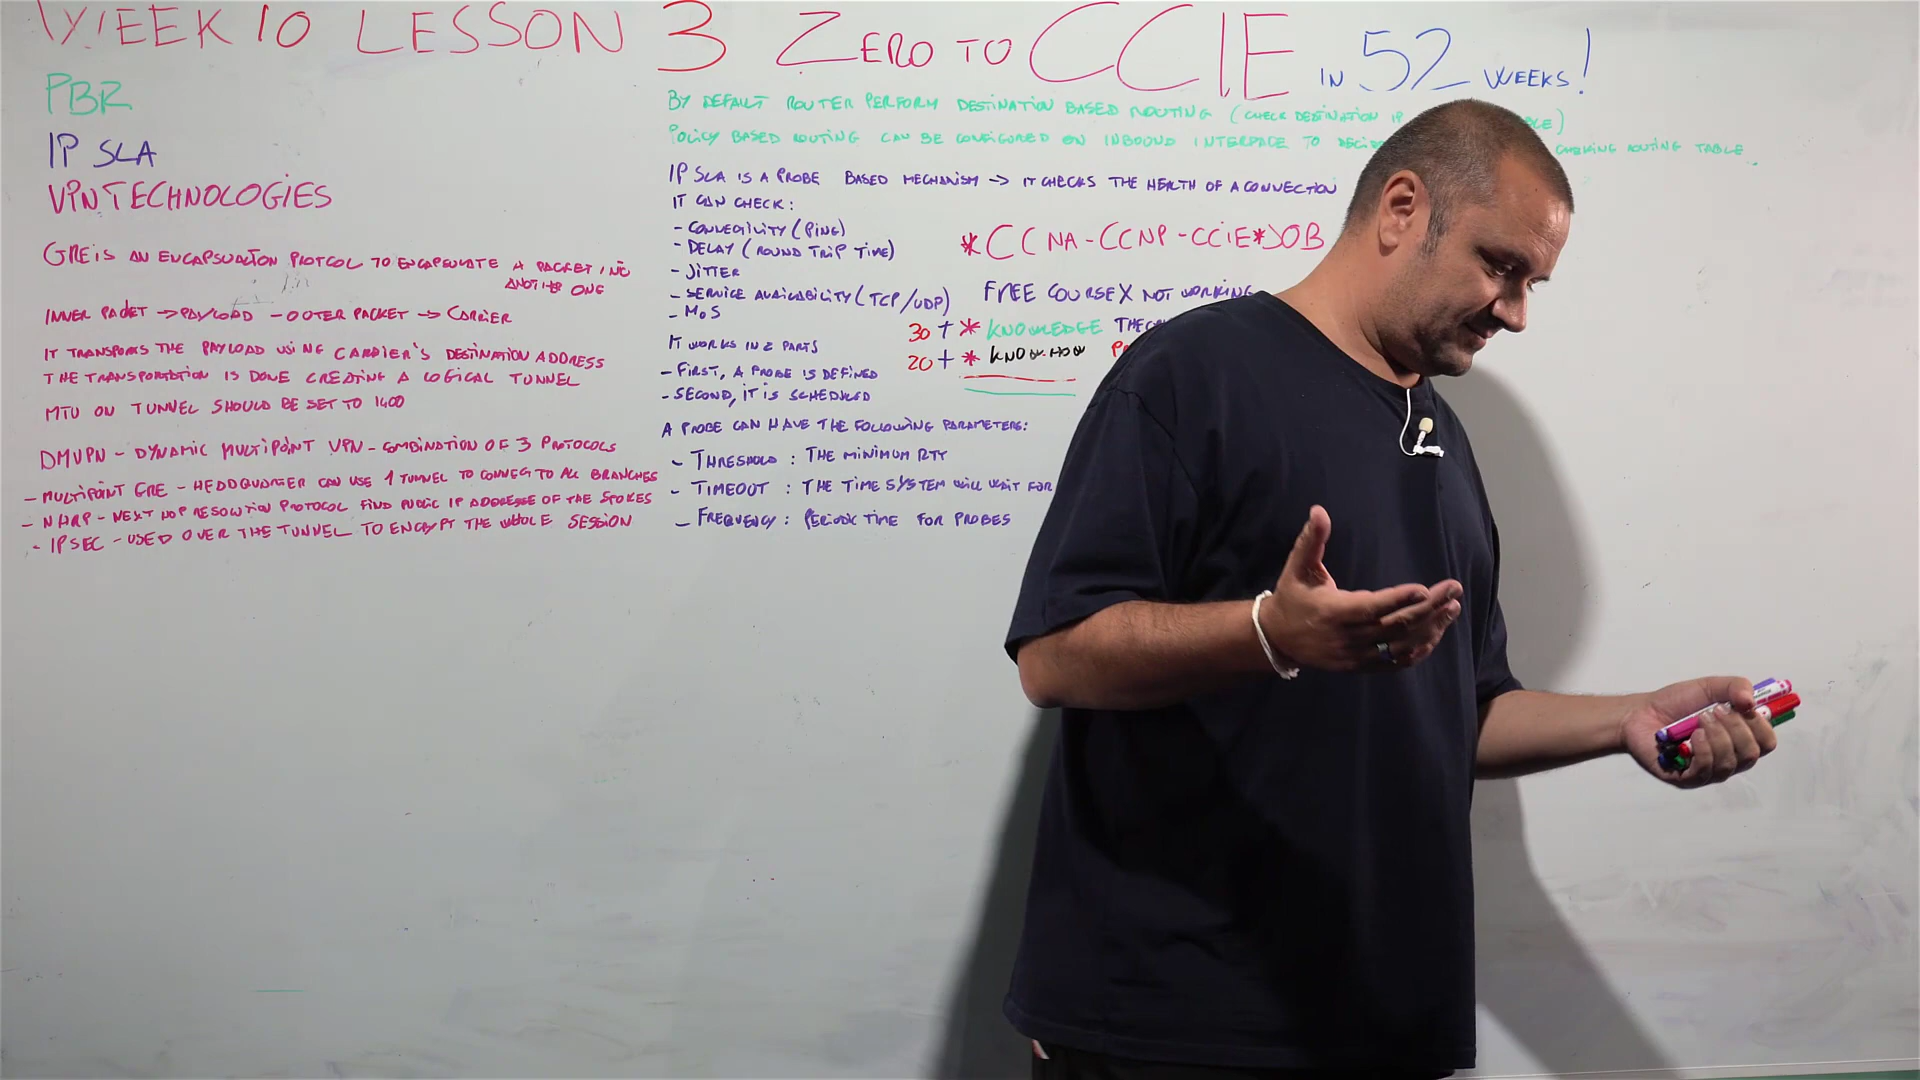 WEEK 10 LESSON 3 ZERO TO CCIE IN 52 WEEKS!
PBR
IP SLA
VPN TECHNOLOGIES
GRE IS AN ENCAPSUALTON PROTCOL TO ENCAPSULATE A PACKET INTO
ANOTHER ONE
INNER PACKET -> PAYLOAD - OUTER PACKET -> CARRIER
IT TRANSPORTS THE PAYLOAD USING CARRIER'S DESTINATION ADDRESS
THE TRANSPORTATION IS DONE CREATING A LOGICAL TUNNEL
MTU ON TUNNEL SHOULD BE SET TO 1400
DMVPN - DYNAMIC MULTIPOINT VPN - COMBINATION OF 3 PROTOCOLS
- MULTIPOINT GRE - HEADQUARTER CAN USE 1 TUNNEL TO CONNECT TO ALL BRANCHES
- NHRP - NEXT HOP RESOLUTION PROTOCOL FIND PUBLIC IP ADDRESSE OF THE SPOKES
- IPSEC - USED OVER THE TUNNEL TO ENCRYPT THE WHOLE SESSION
BY DEFAULT ROUTER PERFORM DESTINATION BASED ROUTING (CHECK DESTINATION IP
POLICY BASED ROUTING CAN BE CONFIGURED ON INBOUND INTERFACE TO CHECKING ROUTING TABLE.
IP SLA IS A PROBE BASED MECHANISM -> IT CHECKS THE HEALTH OF A CONNECTION
IT CAN CHECK:
- CONNECTIVITY (PING)
- DELAY (ROUND TRIP TIME)
- JITTER
- SERVICE AVAILABILITY (TCP/UDP)
- MOS
IT WORKS IN 2 PARTS
- FIRST, A PROBE IS DEFINED
- SECOND, IT IS SCHEDULED
A PROBE CAN HAVE THE FOLLOWING PARAMETERS:
- THRESHOLD : THE MINIMUM RTT
- TIMEOUT : THE TIME SYSTEM WILL WAIT FOR
- FREQUENCY : PERIODIC TIME FOR PROBES
* CCNA - CCNP - CCIE * JOB
FREE COURSE X NOT WORKING
30 + * KNOWLEDGE
20 + * KNOW-HOW